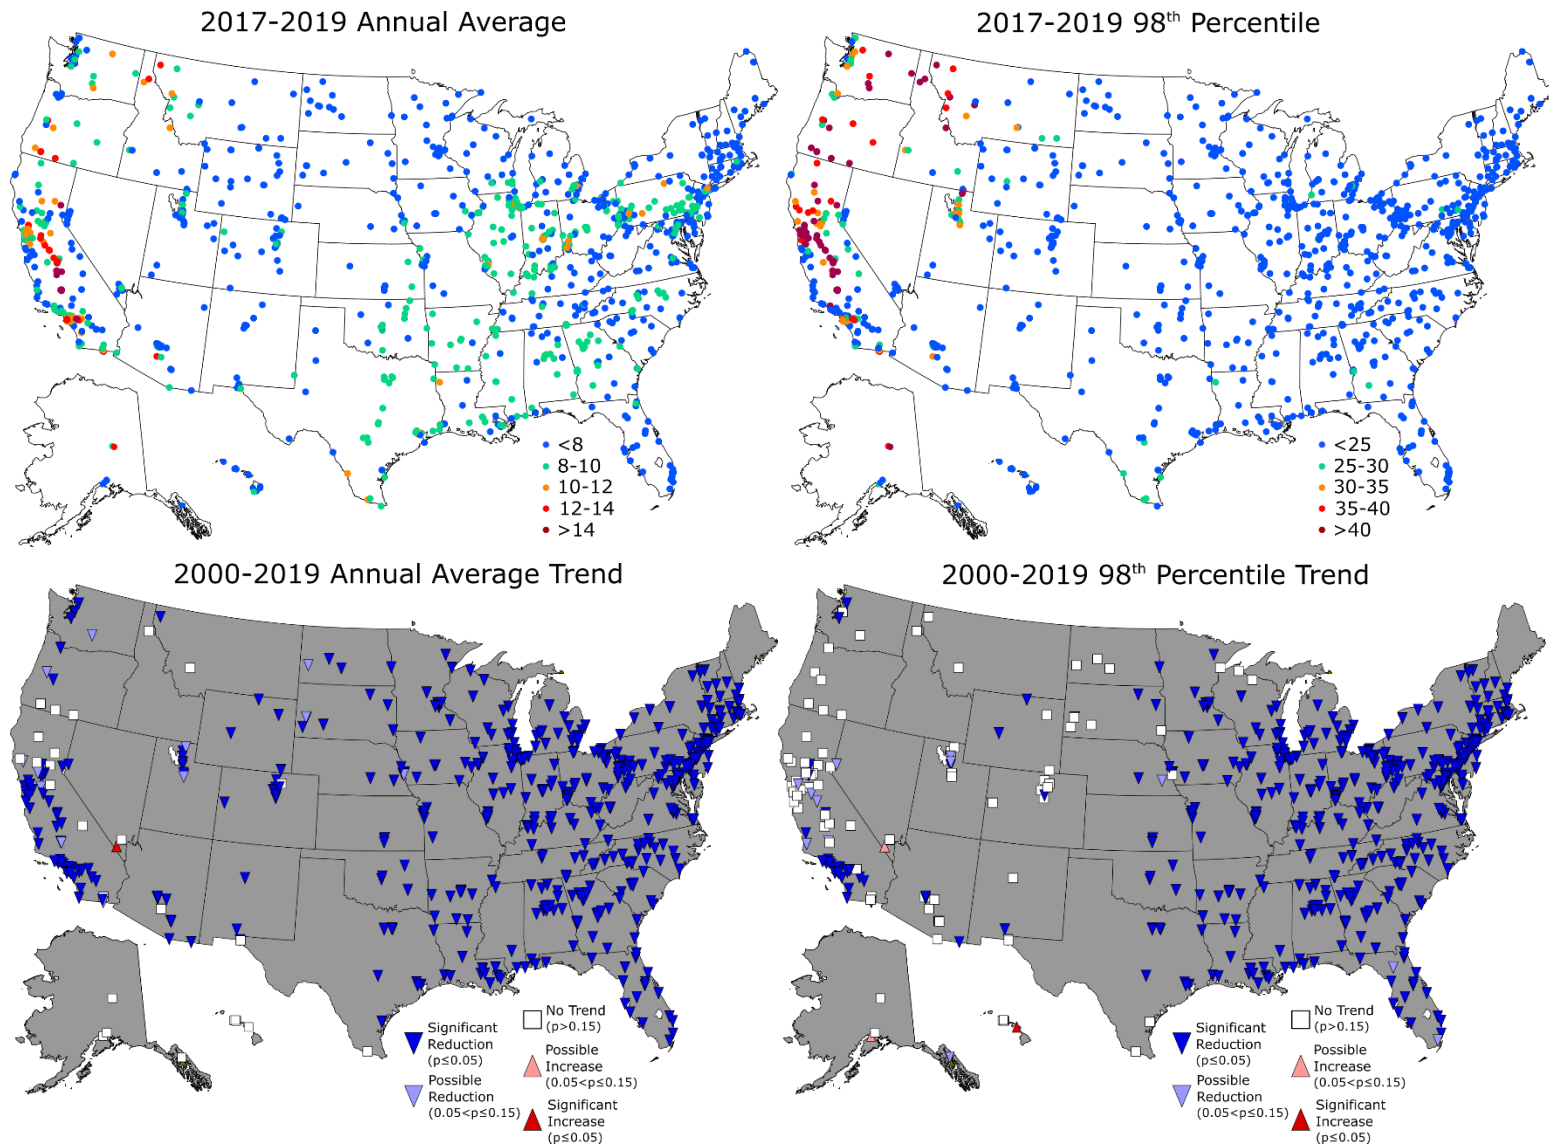 2017-2019 Annual Average
2017-2019 98th Percentile
<8
8-10
10-12
12-14
>14
<25
25-30
30-35
35-40
>40
2000-2019 Annual Average Trend
2000-2019 98th Percentile Trend
Significant
Reduction
(p≤0.05)
Possible
Reduction
(0.05<p≤0.15)
No Trend
(p>0.15)
Possible
Increase
(0.05<p≤0.15)
Significant
Increase
(p≤0.05)
Significant
Reduction
(p≤0.05)
Possible
Reduction
(0.05<p≤0.15)
No Trend
(p>0.15)
Possible
Increase
(0.05<p≤0.15)
Significant
Increase
(p≤0.05)